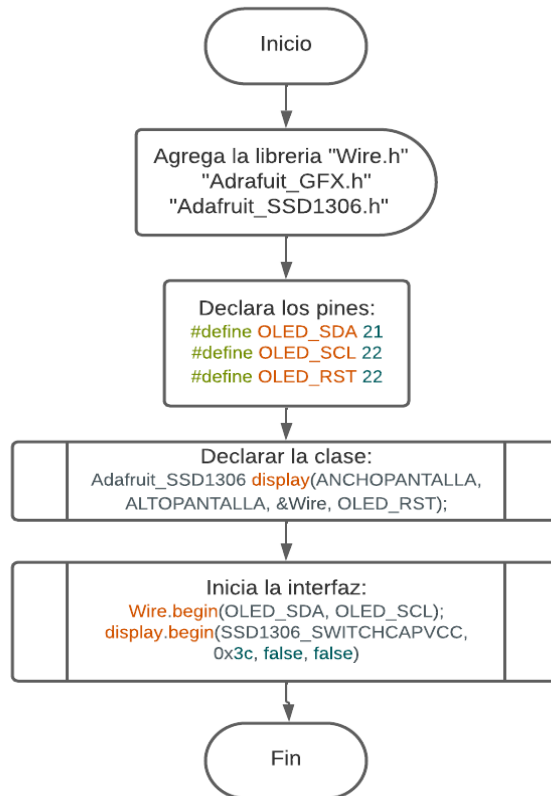 Inicio
Agrega la libreria "Wire.h"
"Adrafuit_GFX.h"
"Adafruit_SSD1306.h"
Declara los pines:
#define OLED_SDA 21
#define OLED_SCL 22
#define OLED_RST 22
Declarar la clase:
Adafruit_SSD1306 display(ANCHOPANTALLA,
ALTOPANTALLA, &Wire, OLED_RST);
Inicia la interfaz:
Wire.begin(OLED_SDA, OLED_SCL);
display.begin(SSD1306_SWITCHCAPVCC,
0x3c, false, false)
Fin